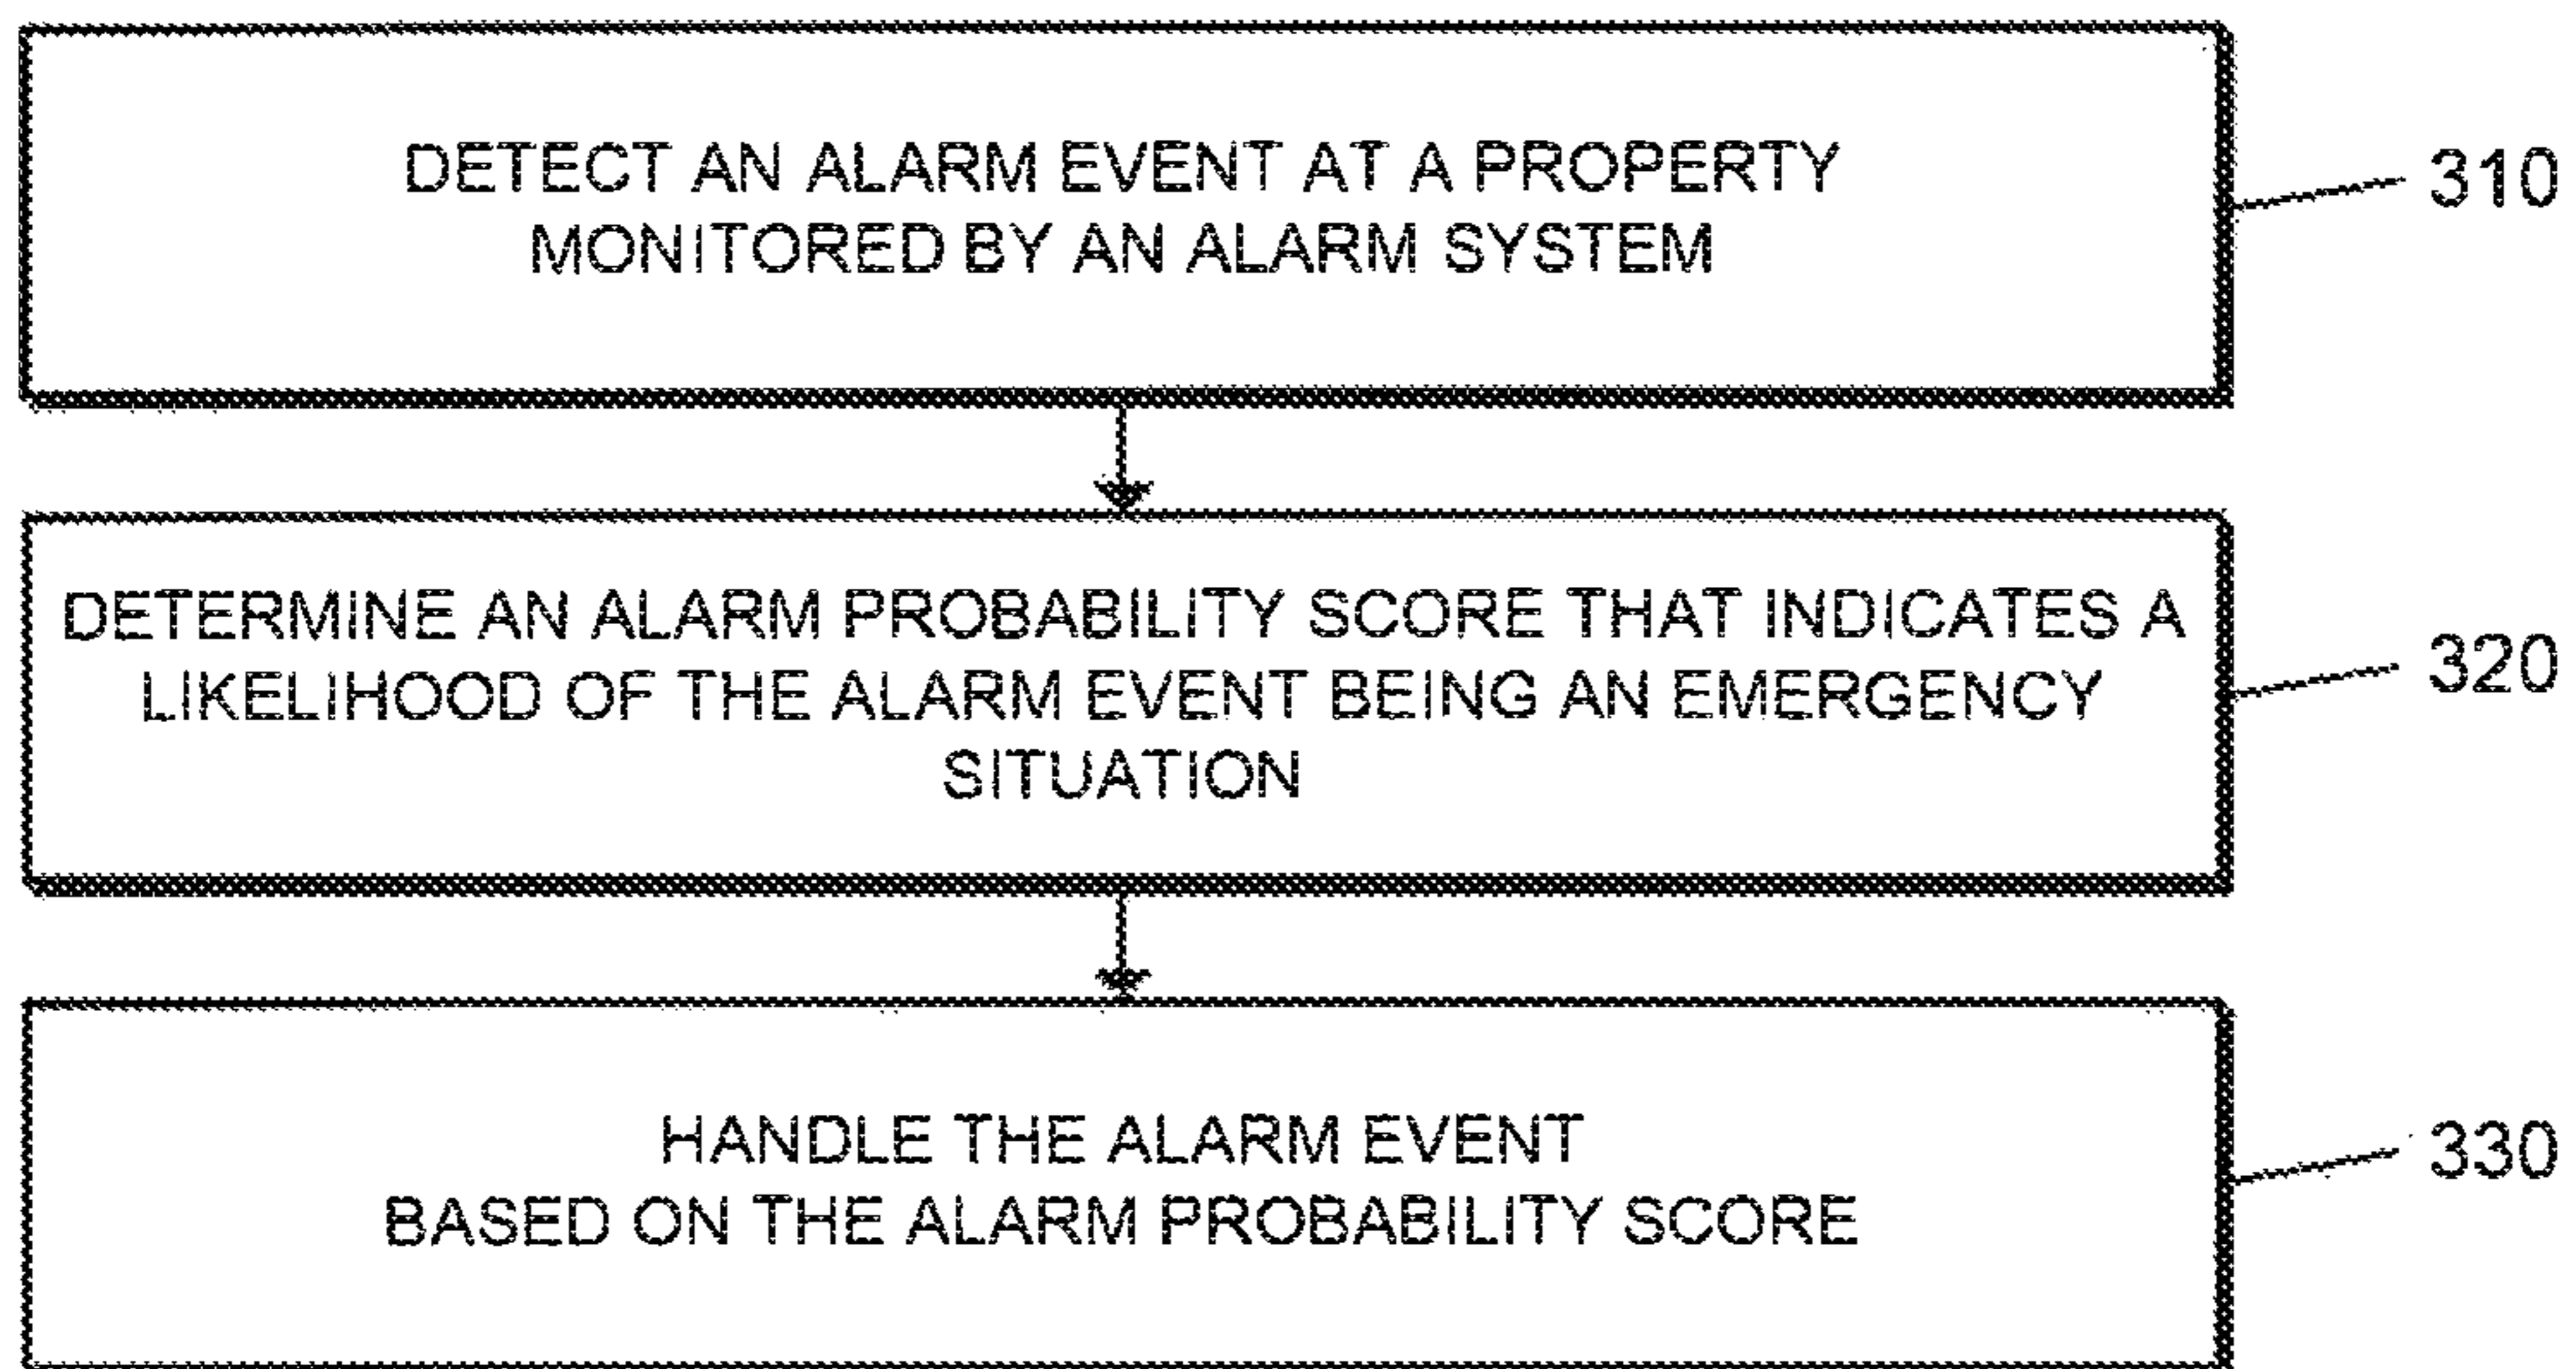 DETECT AN ALARM EVENT AT A PROPERTY
MONITORED BY AN ALARM SYSTEM
310
DETERMINE AN ALARM PROBABILITY SCORE THAT INDICATES A
LIKELIHOOD OF THE ALARM EVENT BEING AN EMERGENCY
SITUATION
320
HANDLE THE ALARM EVENT
BASED ON THE ALARM PROBABILITY SCORE
330